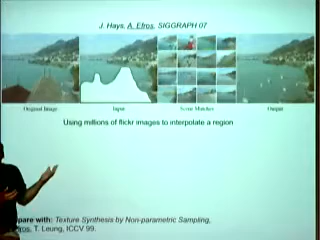 J. Hays, A. Efros, SIGGRAPH 07
Original Image Input Scene Matches Output
Using millions of flickr images to interpolate a region
pare with: Texture Synthesis by Non-parametric Sampling,
Efros, T. Leung, ICCV 99.